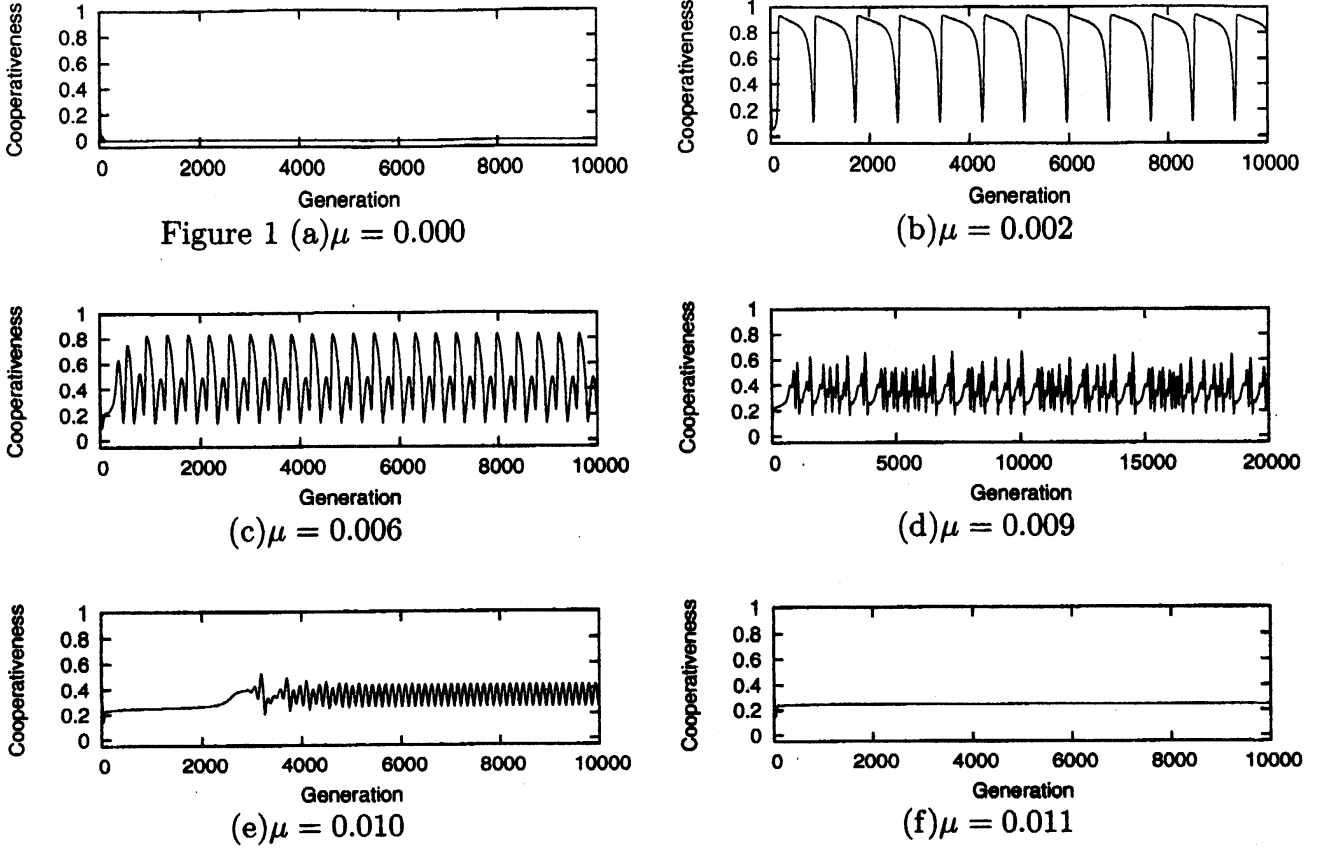 Cooperativeness
1
0.8
0.6
0.4
0.2
0
0 2000 4000 6000 8000 10000
Generation
Figure 1 (a)μ = 0.000
Cooperativeness
1
0.8
0.6
0.4
0.2
0
0 2000 4000 6000 8000 10000
Generation
(b)μ = 0.002
Cooperativeness
1
0.8
0.6
0.4
0.2
0
0 2000 4000 6000 8000 10000
Generation
(c)μ = 0.006
Cooperativeness
1
0.8
0.6
0.4
0.2
0
0 5000 10000 15000 20000
Generation
(d)μ = 0.009
Cooperativeness
1
0.8
0.6
0.4
0.2
0
0 2000 4000 6000 8000 10000
Generation
(e)μ = 0.010
Cooperativeness
1
0.8
0.6
0.4
0.2
0
0 2000 4000 6000 8000 10000
Generation
(f)μ = 0.011